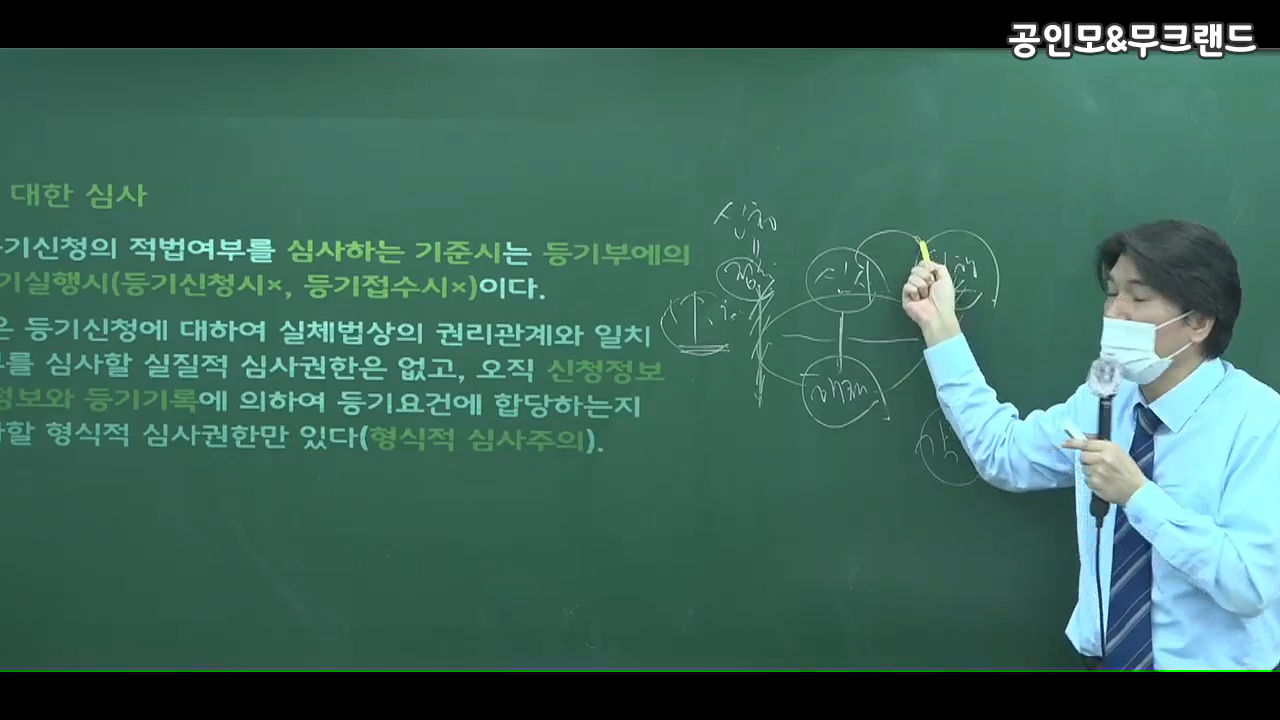 공인모&무크랜드
대한 심사
기신청의 적법여부를 심사하는 기준시는 등기부에의
기실행시(등기신청시×, 등기접수시×)이다.
은 등기신청에 대하여 실체법상의 권리관계와 일치
를 심사할 실질적 심사권한은 없고, 오직 신청정보
정보와 등기기록에 의하여 등기요건에 합당하는지
할 형식적 심사권한만 있다(형식적 심사주의).